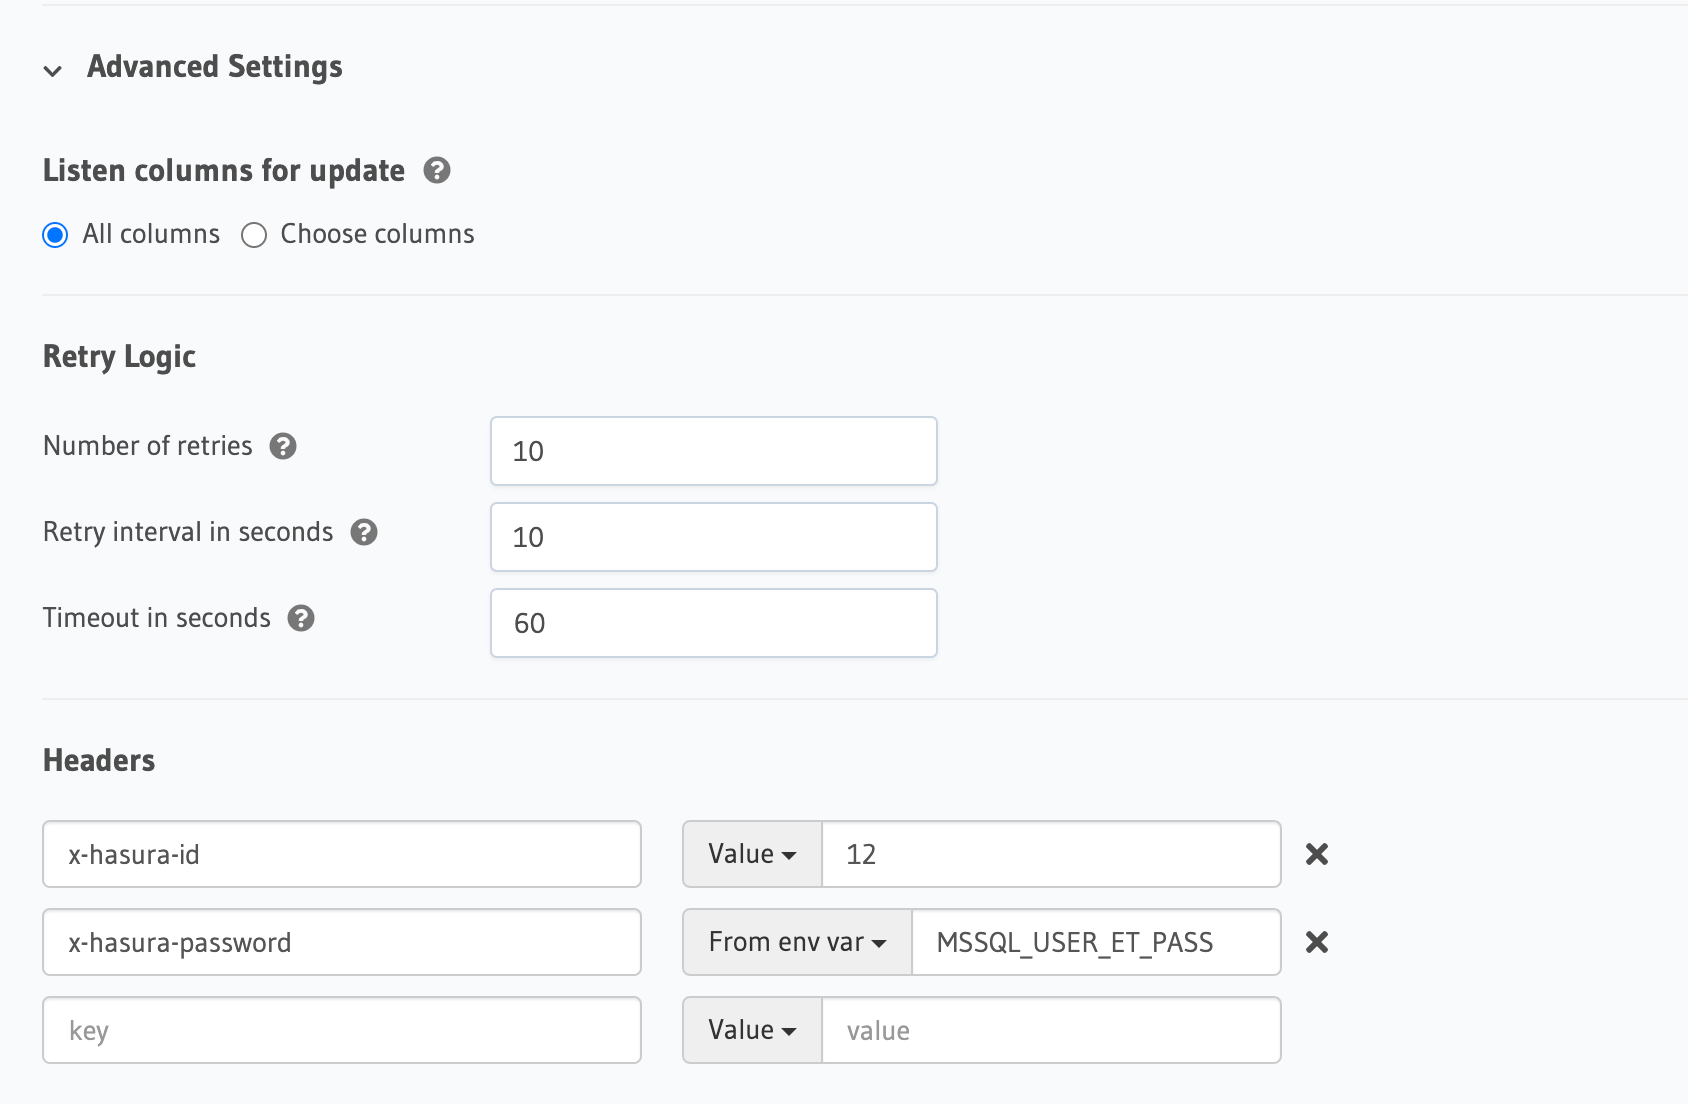 Advanced Settings
Listen columns for update ?
All columns Choose columns
Retry Logic
Number of retries ? 10
Retry interval in seconds ? 10
Timeout in seconds ? 60
Headers
x-hasura-id Value 12
x-hasura-password From env var MSSQL_USER_ET_PASS
key Value value